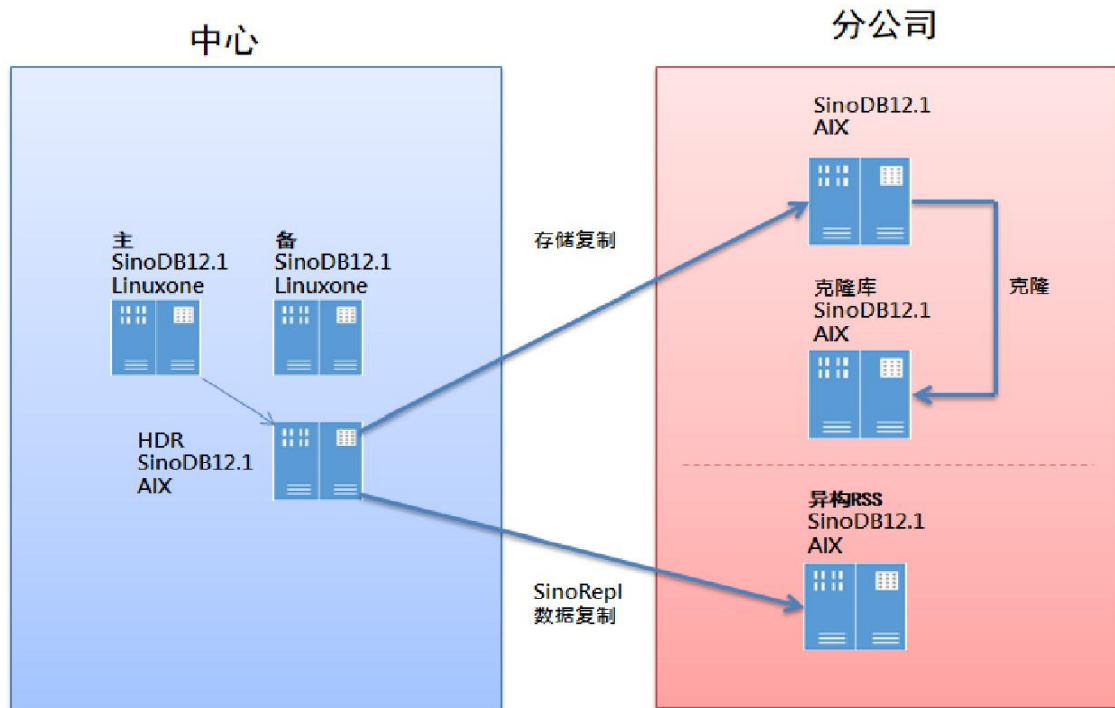 中心
分公司
主
SinoDB12.1
Linuxone
备
SinoDB12.1
Linuxone
HDR
SinoDB12.1
AIX
存储复制
SinoRepl
数据复制
SinoDB12.1
AIX
克隆
克隆库
SinoDB12.1
AIX
异构RSS
SinoDB12.1
AIX